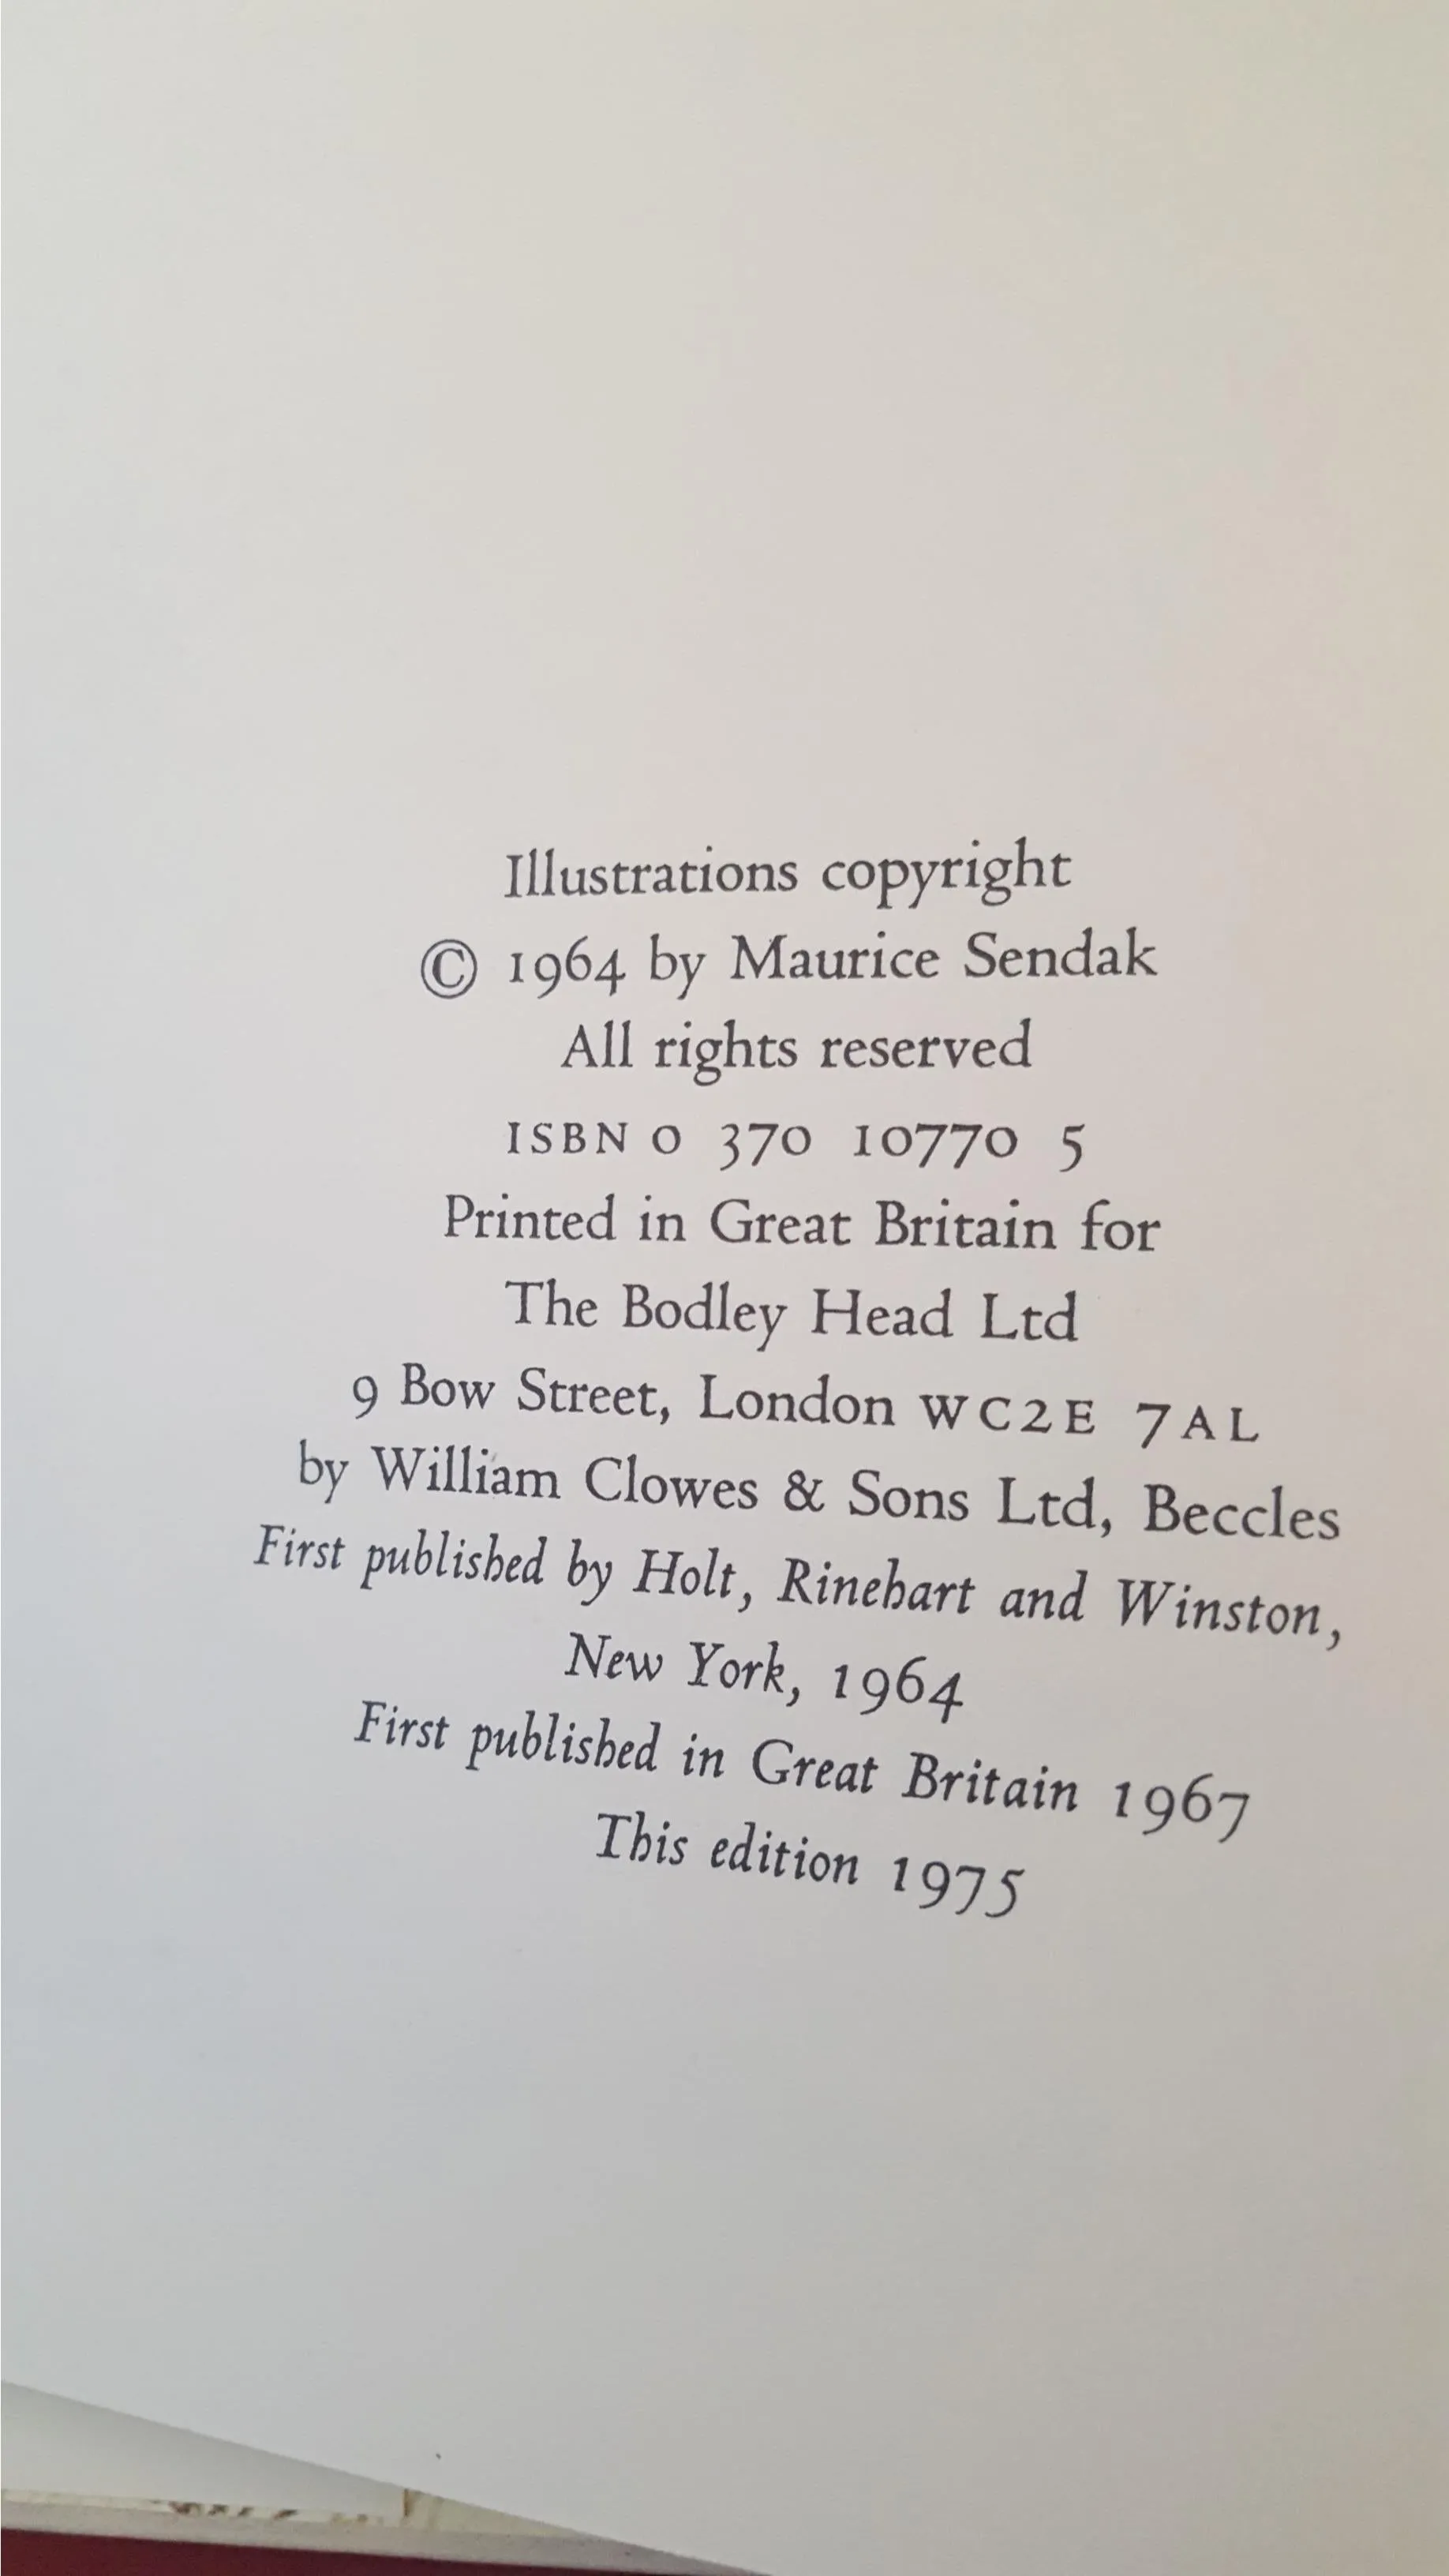 Illustrations copyright
© 1964 by Maurice Sendak
All rights reserved
ISBN 0 370 10770 5
Printed in Great Britain for
The Bodley Head Ltd
9 Bow Street, London WC2E 7AL
by William Clowes & Sons Ltd, Beccles
First published by Holt, Rinehart and Winston,
New York, 1964
First published in Great Britain 1967
This edition 1975